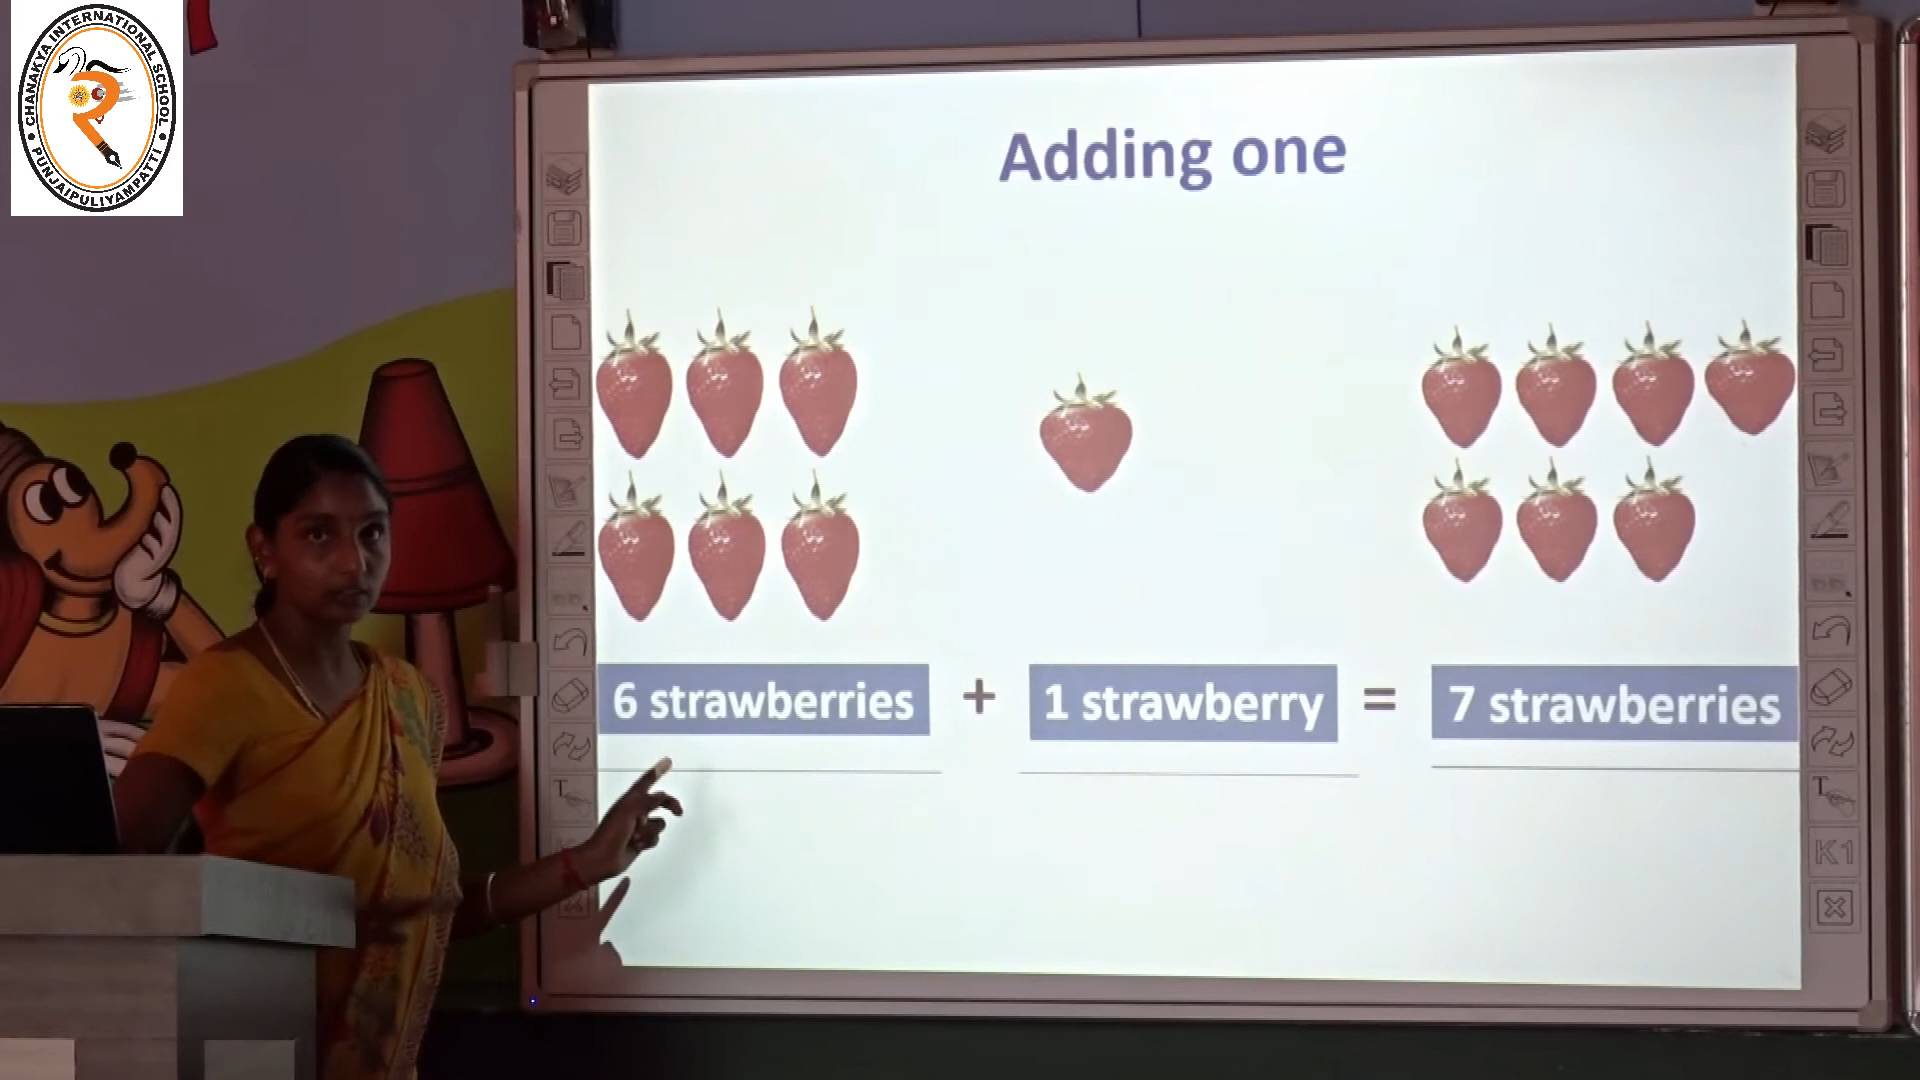 CHANAKYA INTERNATIONAL SCHOOL
• PUNJAIPULIYAMPATTI •
Adding one
6 strawberries + 1 strawberry = 7 strawberries
T
T
K1